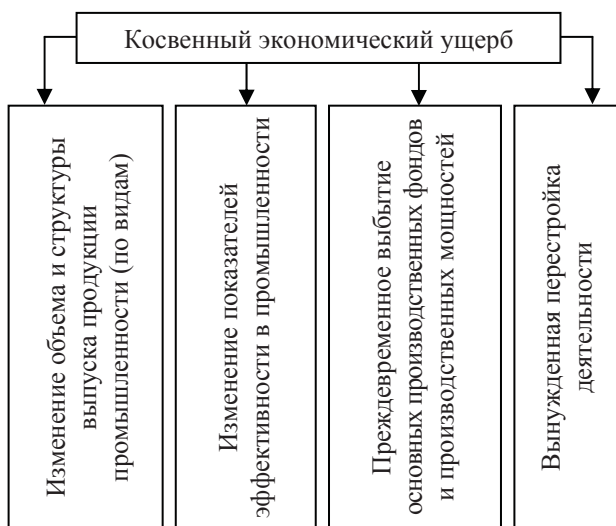 Косвенный экономический ущерб
Изменение объема и структуры
выпуска продукции
промышленности (по видам)
Изменение показателей
эффективности в промышленности
Преждевременное выбытие
основных производственных фондов
и производственных мощностей
Вынужденная перестройка
деятельности